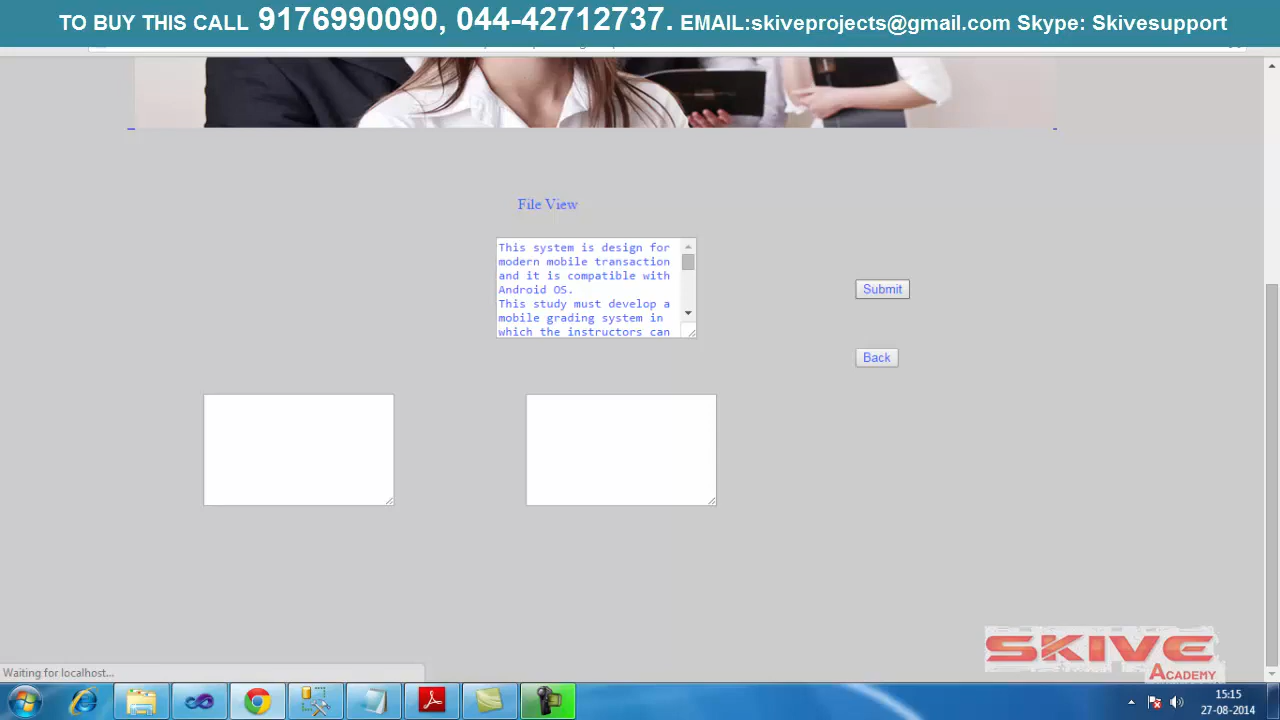 TO BUY THIS CALL 9176990090, 044-42712737. EMAIL:skiveprojects@gmail.com Skype: Skivesupport
File View
This system is design for
modern mobile transaction
and it is compatible with
Android OS.
This study must develop a
mobile grading system in
which the instructors can
Submit
Back
SKIVE
ACADEMY
Waiting for localhost...
15:15
27-08-2014